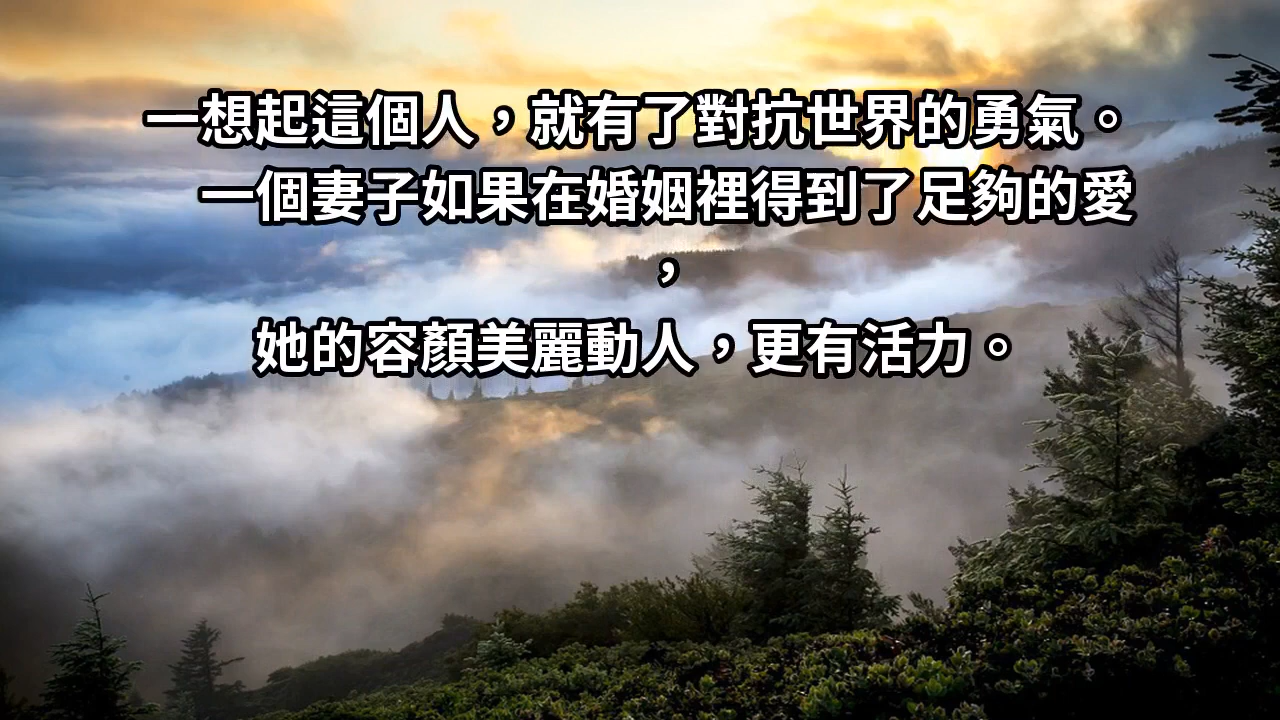 一想起這個人，就有了對抗世界的勇氣。
一個妻子如果在婚姻裡得到了足夠的愛
，
她的容顏美麗動人，更有活力。